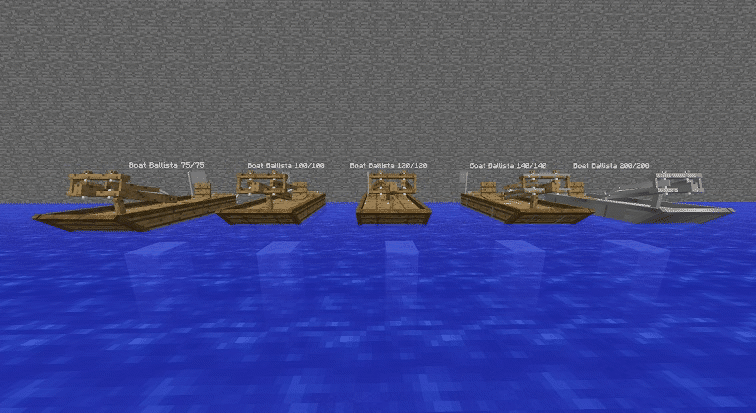 Boat Ballista 75/75
Boat Ballista 100/100
Boat Ballista 120/120
Boat Ballista 140/140
Boat Ballista 200/200